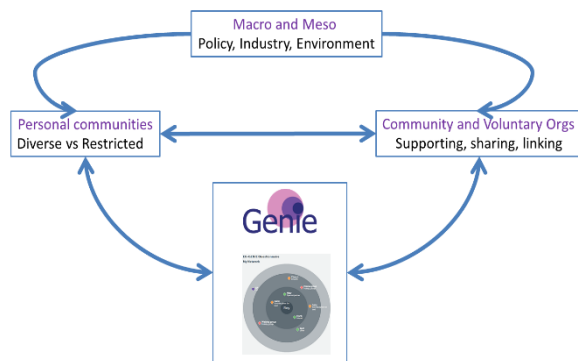 Macro and Meso
Policy, Industry, Environment
Personal communities
Diverse vs Restricted
Community and Voluntary Orgs
Supporting, sharing, linking
Genie